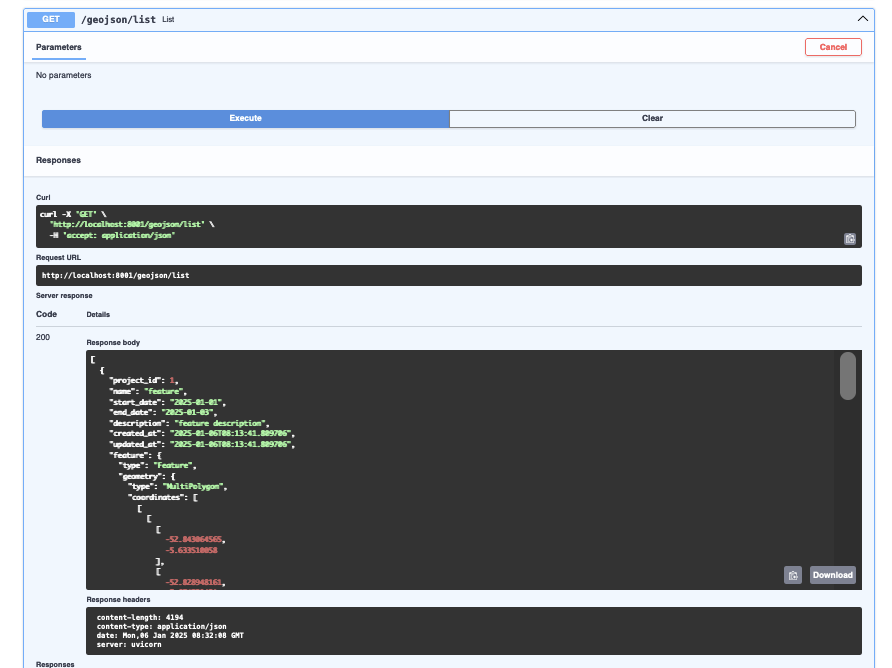 GET /geojson/list List
Parameters
Cancel
No parameters
Execute
Clear
Responses
Curl
curl -X 'GET' \
'http://localhost:8001/geojson/list' \
-H 'accept: application/json'
Request URL
http://localhost:8001/geojson/list
Server response
Code Details
200
Response body
[
{
"project_id": 1,
"name": "feature",
"start_date": "2025-01-01",
"end_date": "2025-01-03",
"description": "feature description",
"created_at": "2025-01-06T08:13:41.809706",
"updated_at": "2025-01-06T08:13:41.809706",
"feature": {
"type": "Feature",
"geometry": {
"type": "MultiPolygon",
"coordinates": [
[
[
[
-52.843064565,
-5.633510058
],
[
-52.828948161,
Download
Response headers
content-length: 4194
content-type: application/json
date: Mon,06 Jan 2025 08:32:08 GMT
server: uvicorn
Responses